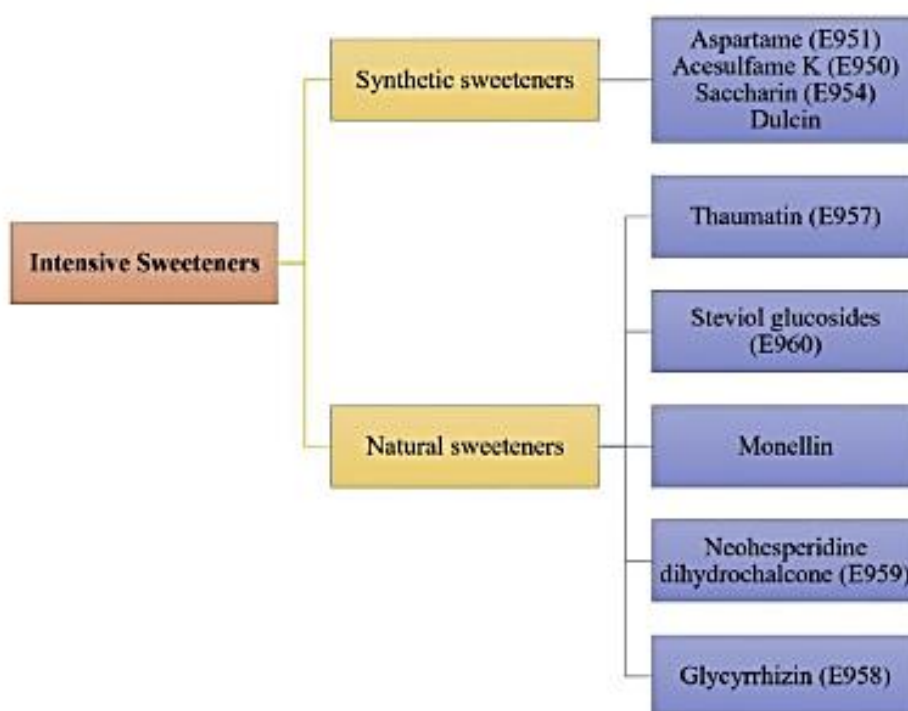 Aspartame (E951)
Acesulfame K (E950)
Saccharin (E954)
Dulcin
Synthetic sweeteners
Thaumatin (E957)
Intensive Sweeteners
Steviol glucosides
(E960)
Natural sweeteners
Monellin
Neohesperidine
dihydrochalcone (E959)
Glycyrrhizin (E958)